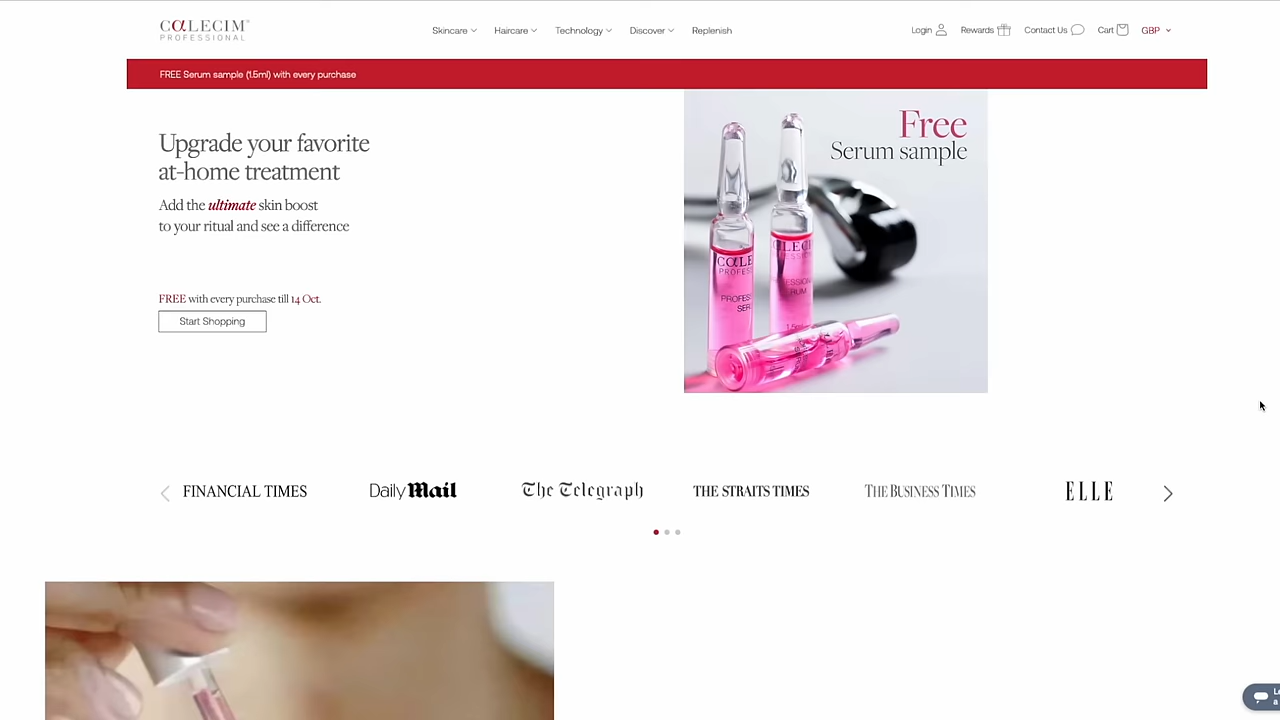 CALECIM
PROFESSIONAL
Skincare
Haircare
Technology
Discover
Replenish
Login
Rewards
Contact Us
Cart
GBP
FREE Serum sample (1.5ml) with every purchase
Upgrade your favorite
at-home treatment
Add the ultimate skin boost
to your ritual and see a difference
FREE with every purchase till 14 Oct.
Start Shopping
Free
Serum sample
FINANCIAL TIMES
Daily Mail
The Telegraph
THE STRAITS TIMES
THE BUSINESS TIMES
ELLE